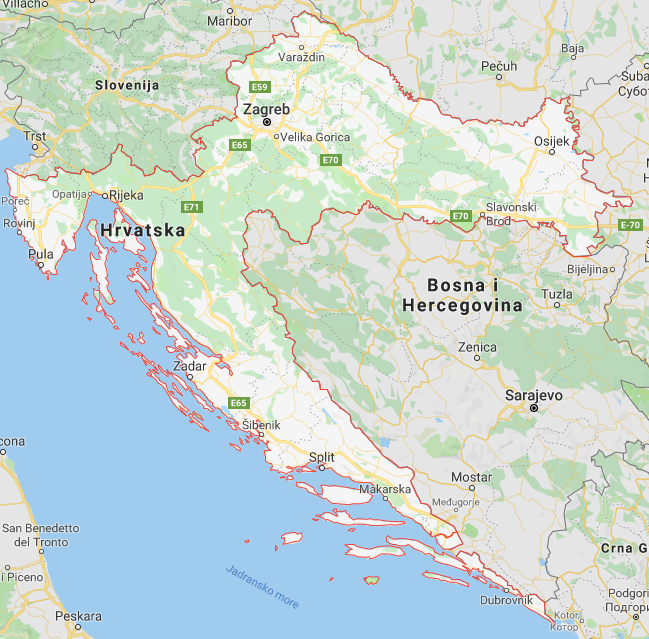 Villacho
Maribor
Varaždin
Baja
Pečuh
Slovenija
E59
Suba
Субо
Zagreb
Trst
Velika Gorica
E65
Osijek
E70
Poreč
Opatija
Rijeka
E71
Slavonski
Brod
E70
Rovinj
Hrvatska
E-70
Pula
Bijeljina
Bosna i
Hercegovina
Tuzla
Zenica
Zadar
Sarajevo
E65
Šibenik
cona
Split
Mostar
Makarska
Međugorje
San Benedetto
del Tronto
Crna G
i Piceno
Jadransko more
Dubrovnik
Podgori
Подгори
Peskara
Kotor
Котор